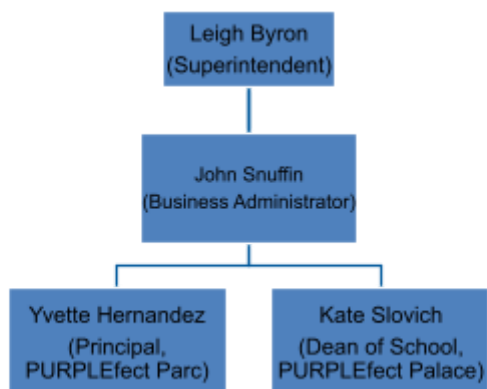 Leigh Byron
(Superintendent)
John Snuffin
(Business Administrator)
Yvette Hernandez
(Principal,
PURPLEfect Parc)
Kate Slovich
(Dean of School,
PURPLEfect Palace)